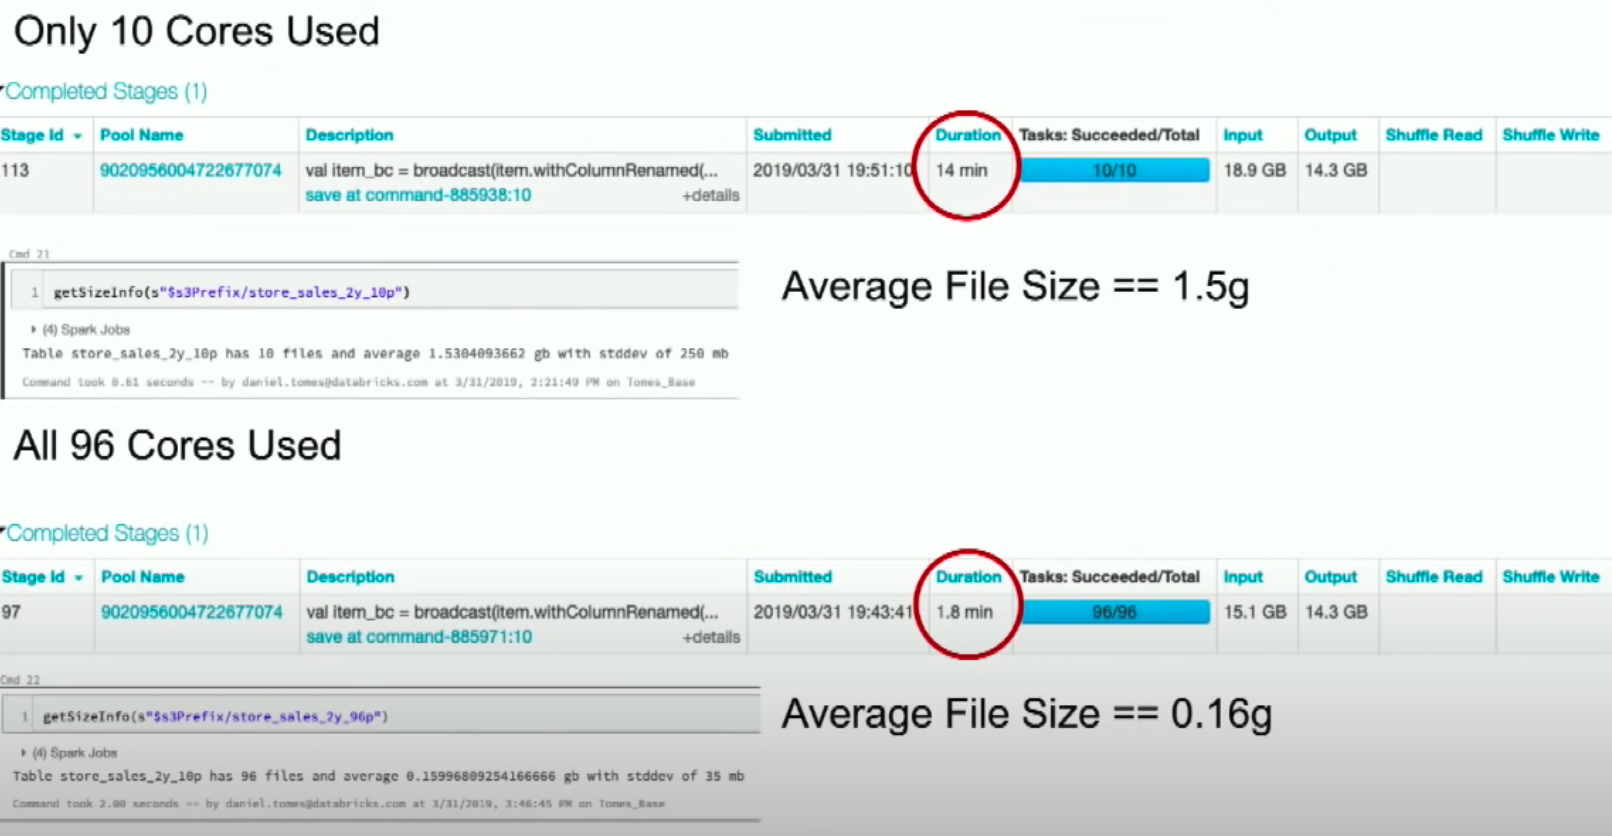 Only 10 Cores Used
Completed Stages (1)
Stage Id Pool Name Description Submitted Duration Tasks: Succeeded/Total Input Output Shuffle Read Shuffle Write
113 9020956004722677074 val item_bc = broadcast(item.withColumnRenamed(... 2019/03/31 19:51:10 14 min 10/10 18.9 GB 14.3 GB
save at command-885938:10 +details
Cmd 21
1 getSizeInfo(s"$s3Prefix/store_sales_2y_10p")
Average File Size == 1.5g
(4) Spark Jobs
Table store_sales_2y_10p has 10 files and average 1.5304093662 gb with stddev of 250 mb
Command took 0.61 seconds -- by daniel.tomes@databricks.com at 3/31/2019, 2:21:49 PM on Tomes_Base
All 96 Cores Used
Completed Stages (1)
Stage Id Pool Name Description Submitted Duration Tasks: Succeeded/Total Input Output Shuffle Read Shuffle Write
97 9020956004722677074 val item_bc = broadcast(item.withColumnRenamed(... 2019/03/31 19:43:41 1.8 min 96/96 15.1 GB 14.3 GB
save at command-885971:10 +details
Cmd 22
1 getSizeInfo(s"$s3Prefix/store_sales_2y_96p")
Average File Size == 0.16g
(4) Spark Jobs
Table store_sales_2y_10p has 96 files and average 0.15996809254166666 gb with stddev of 35 mb
Command took 2.00 seconds -- by daniel.tomes@databricks.com at 3/31/2019, 3:46:45 PM on Tomes_Base